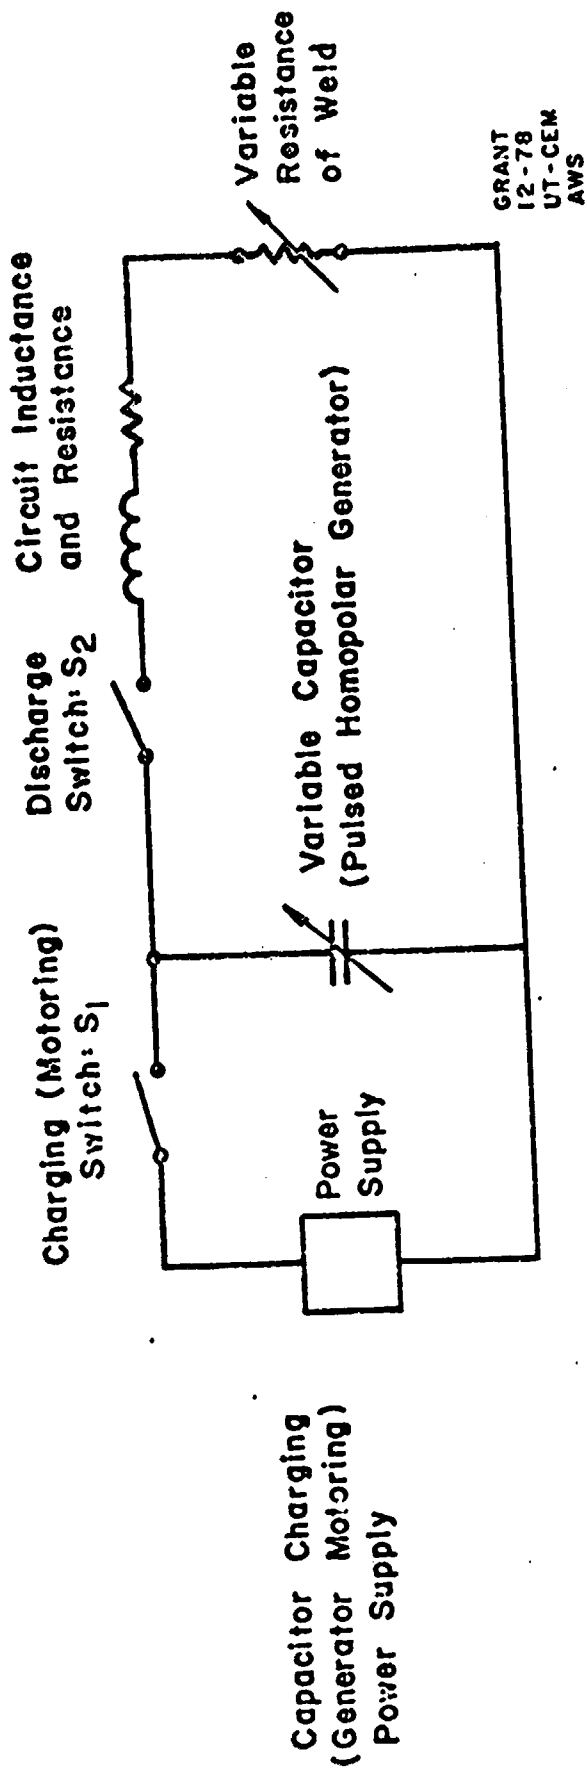 Capacitor Charging
(Generator Motoring)
Power Supply
Charging (Motoring)
Switch: S1
Discharge
Switch: S2
Circuit Inductance
and Resistance
Power
Supply
Variable Capacitor
(Pulsed Homopolar Generator)
Variable
Resistance
of Weld
GRANT
12-78
UT-CEM
AWS